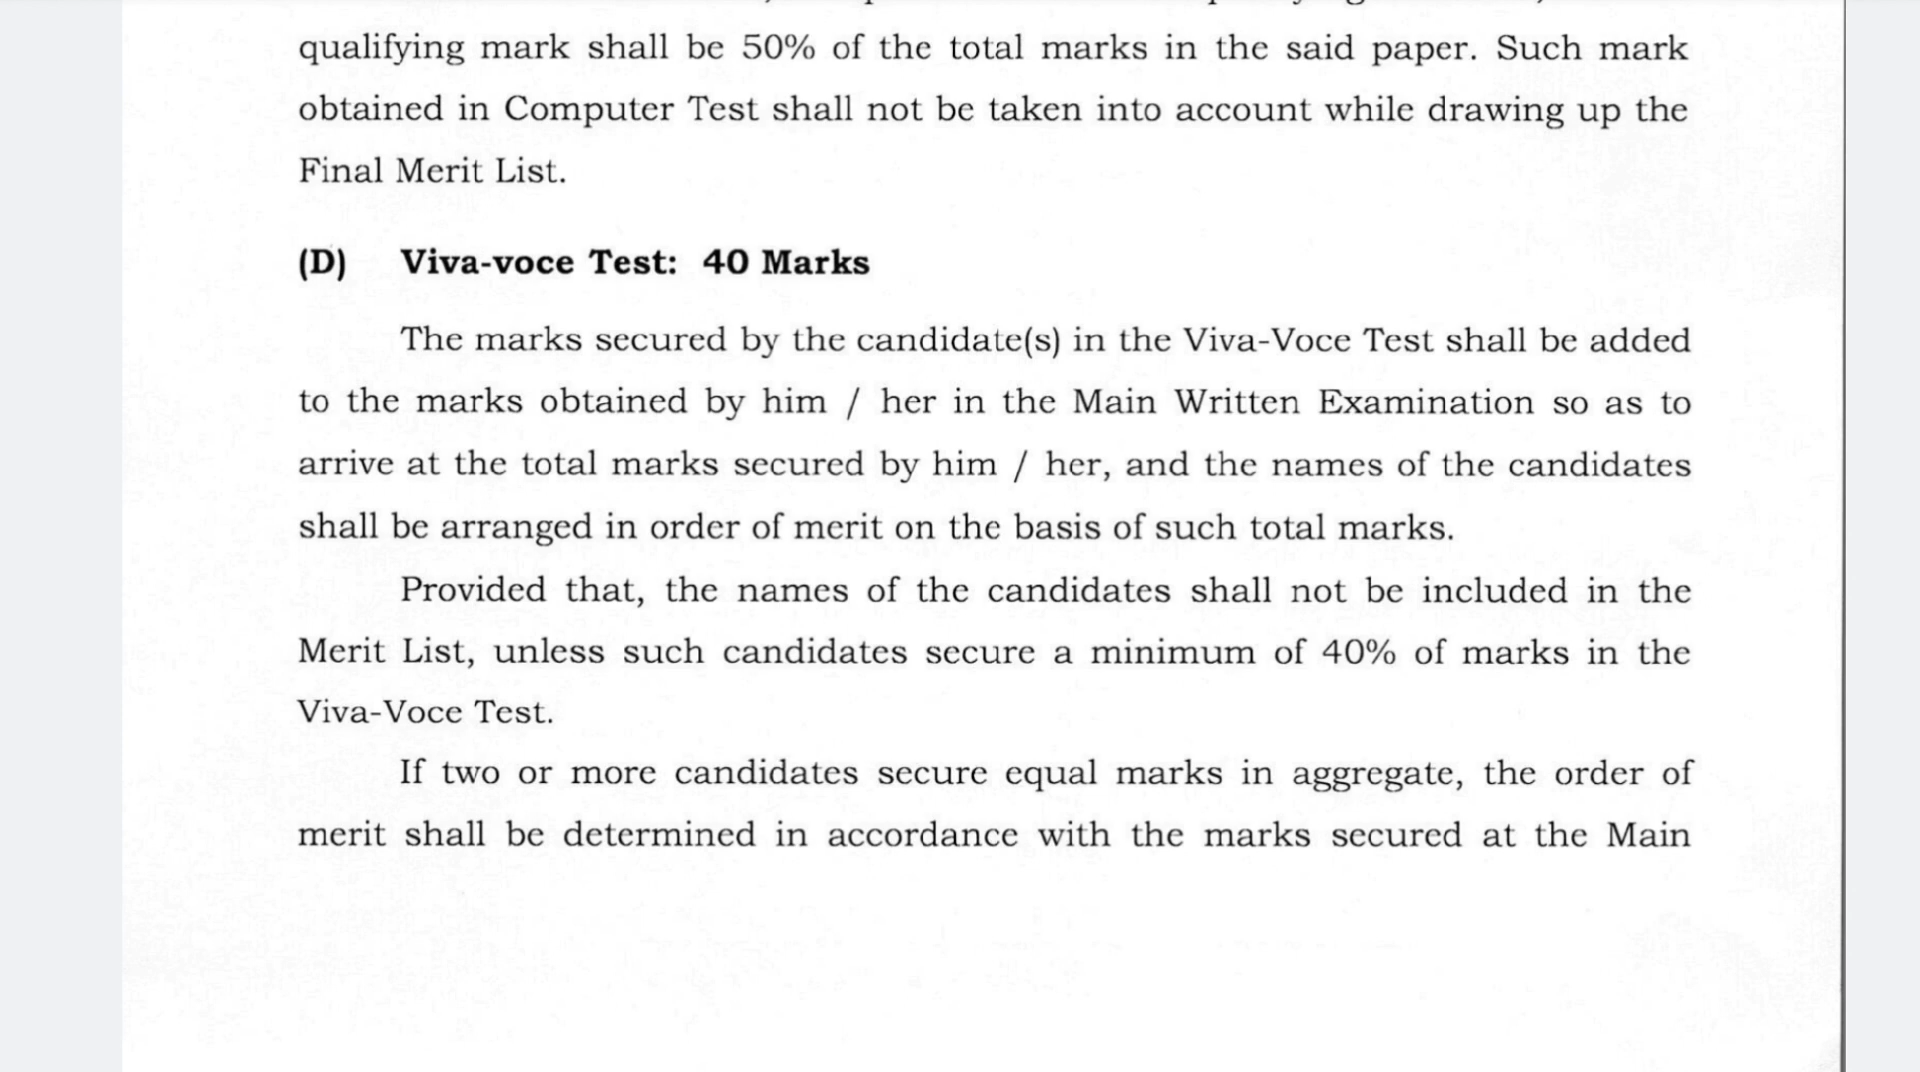 qualifying mark shall be 50% of the total marks in the said paper. Such mark
obtained in Computer Test shall not be taken into account while drawing up the
Final Merit List.
(D) Viva-voce Test: 40 Marks
The marks secured by the candidate(s) in the Viva-Voce Test shall be added
to the marks obtained by him / her in the Main Written Examination so as to
arrive at the total marks secured by him / her, and the names of the candidates
shall be arranged in order of merit on the basis of such total marks.
Provided that, the names of the candidates shall not be included in the
Merit List, unless such candidates secure a minimum of 40% of marks in the
Viva-Voce Test.
If two or more candidates secure equal marks in aggregate, the order of
merit shall be determined in accordance with the marks secured at the Main